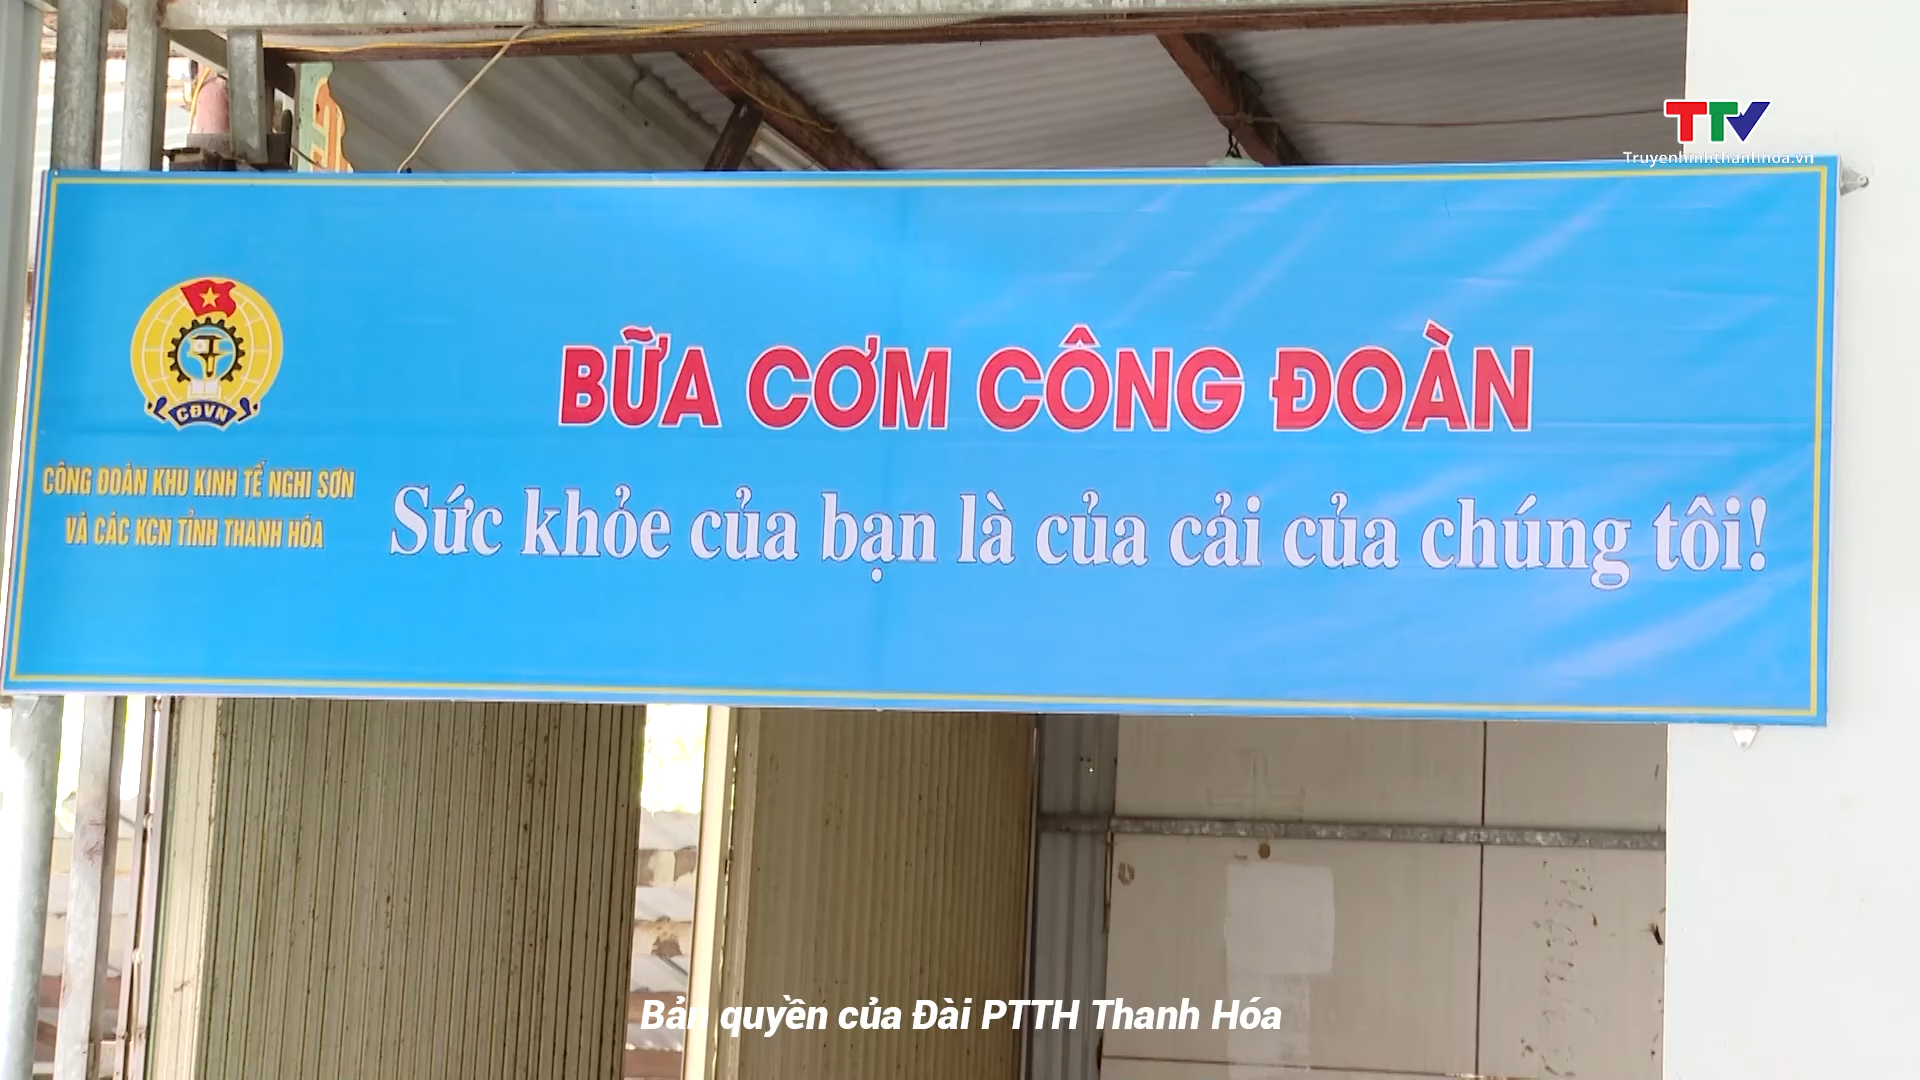 TTV
Truyenhinhthanhhoa.vn
BỮA CƠM CÔNG ĐOÀN
CĐVN
CÔNG ĐOÀN KHU KINH TẾ NGHI SƠN
VÀ CÁC KCN TỈNH THANH HÓA
Sức khỏe của bạn là của cải của chúng tôi!
Bản quyền của Đài PTTH Thanh Hóa